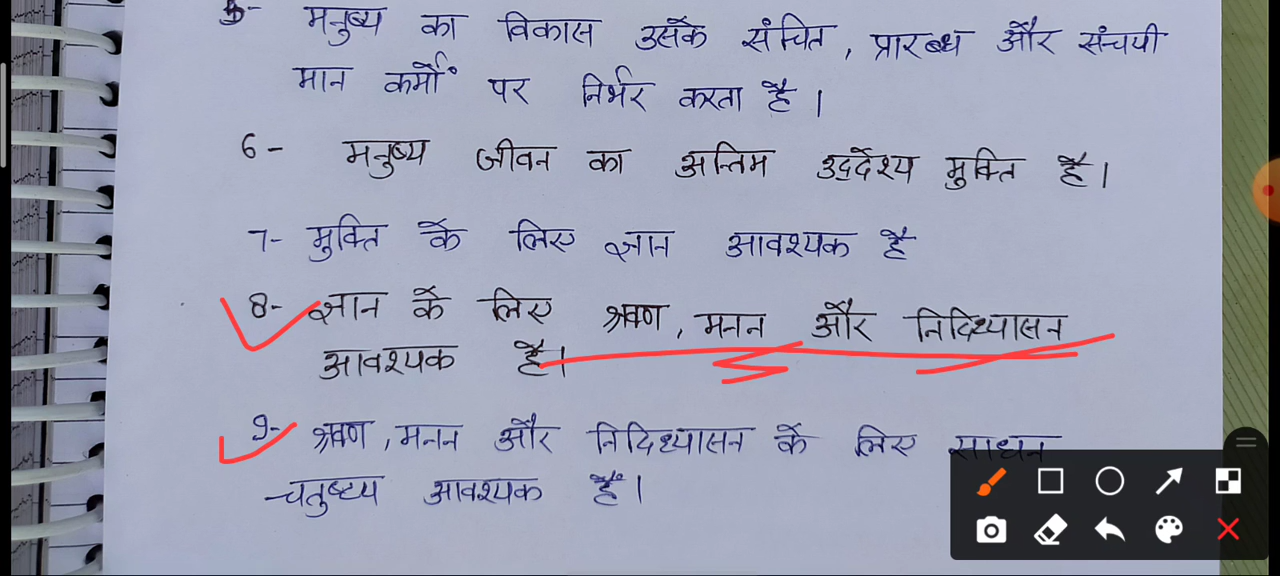 5- मनुष्य का विकास उसके संचित, प्रारब्ध और संचयी
मान कर्मों पर निर्भर करता है।
6- मनुष्य जीवन का अन्तिम उद्देश्य मुक्ति है।
7- मुक्ति के लिए ज्ञान आवश्यक है
8- ज्ञान के लिए श्रवण, मनन और निदिध्यासन
आवश्यक है।
9- श्रवण, मनन और निदिध्यासन के लिए साधन
चतुष्टय आवश्यक है।